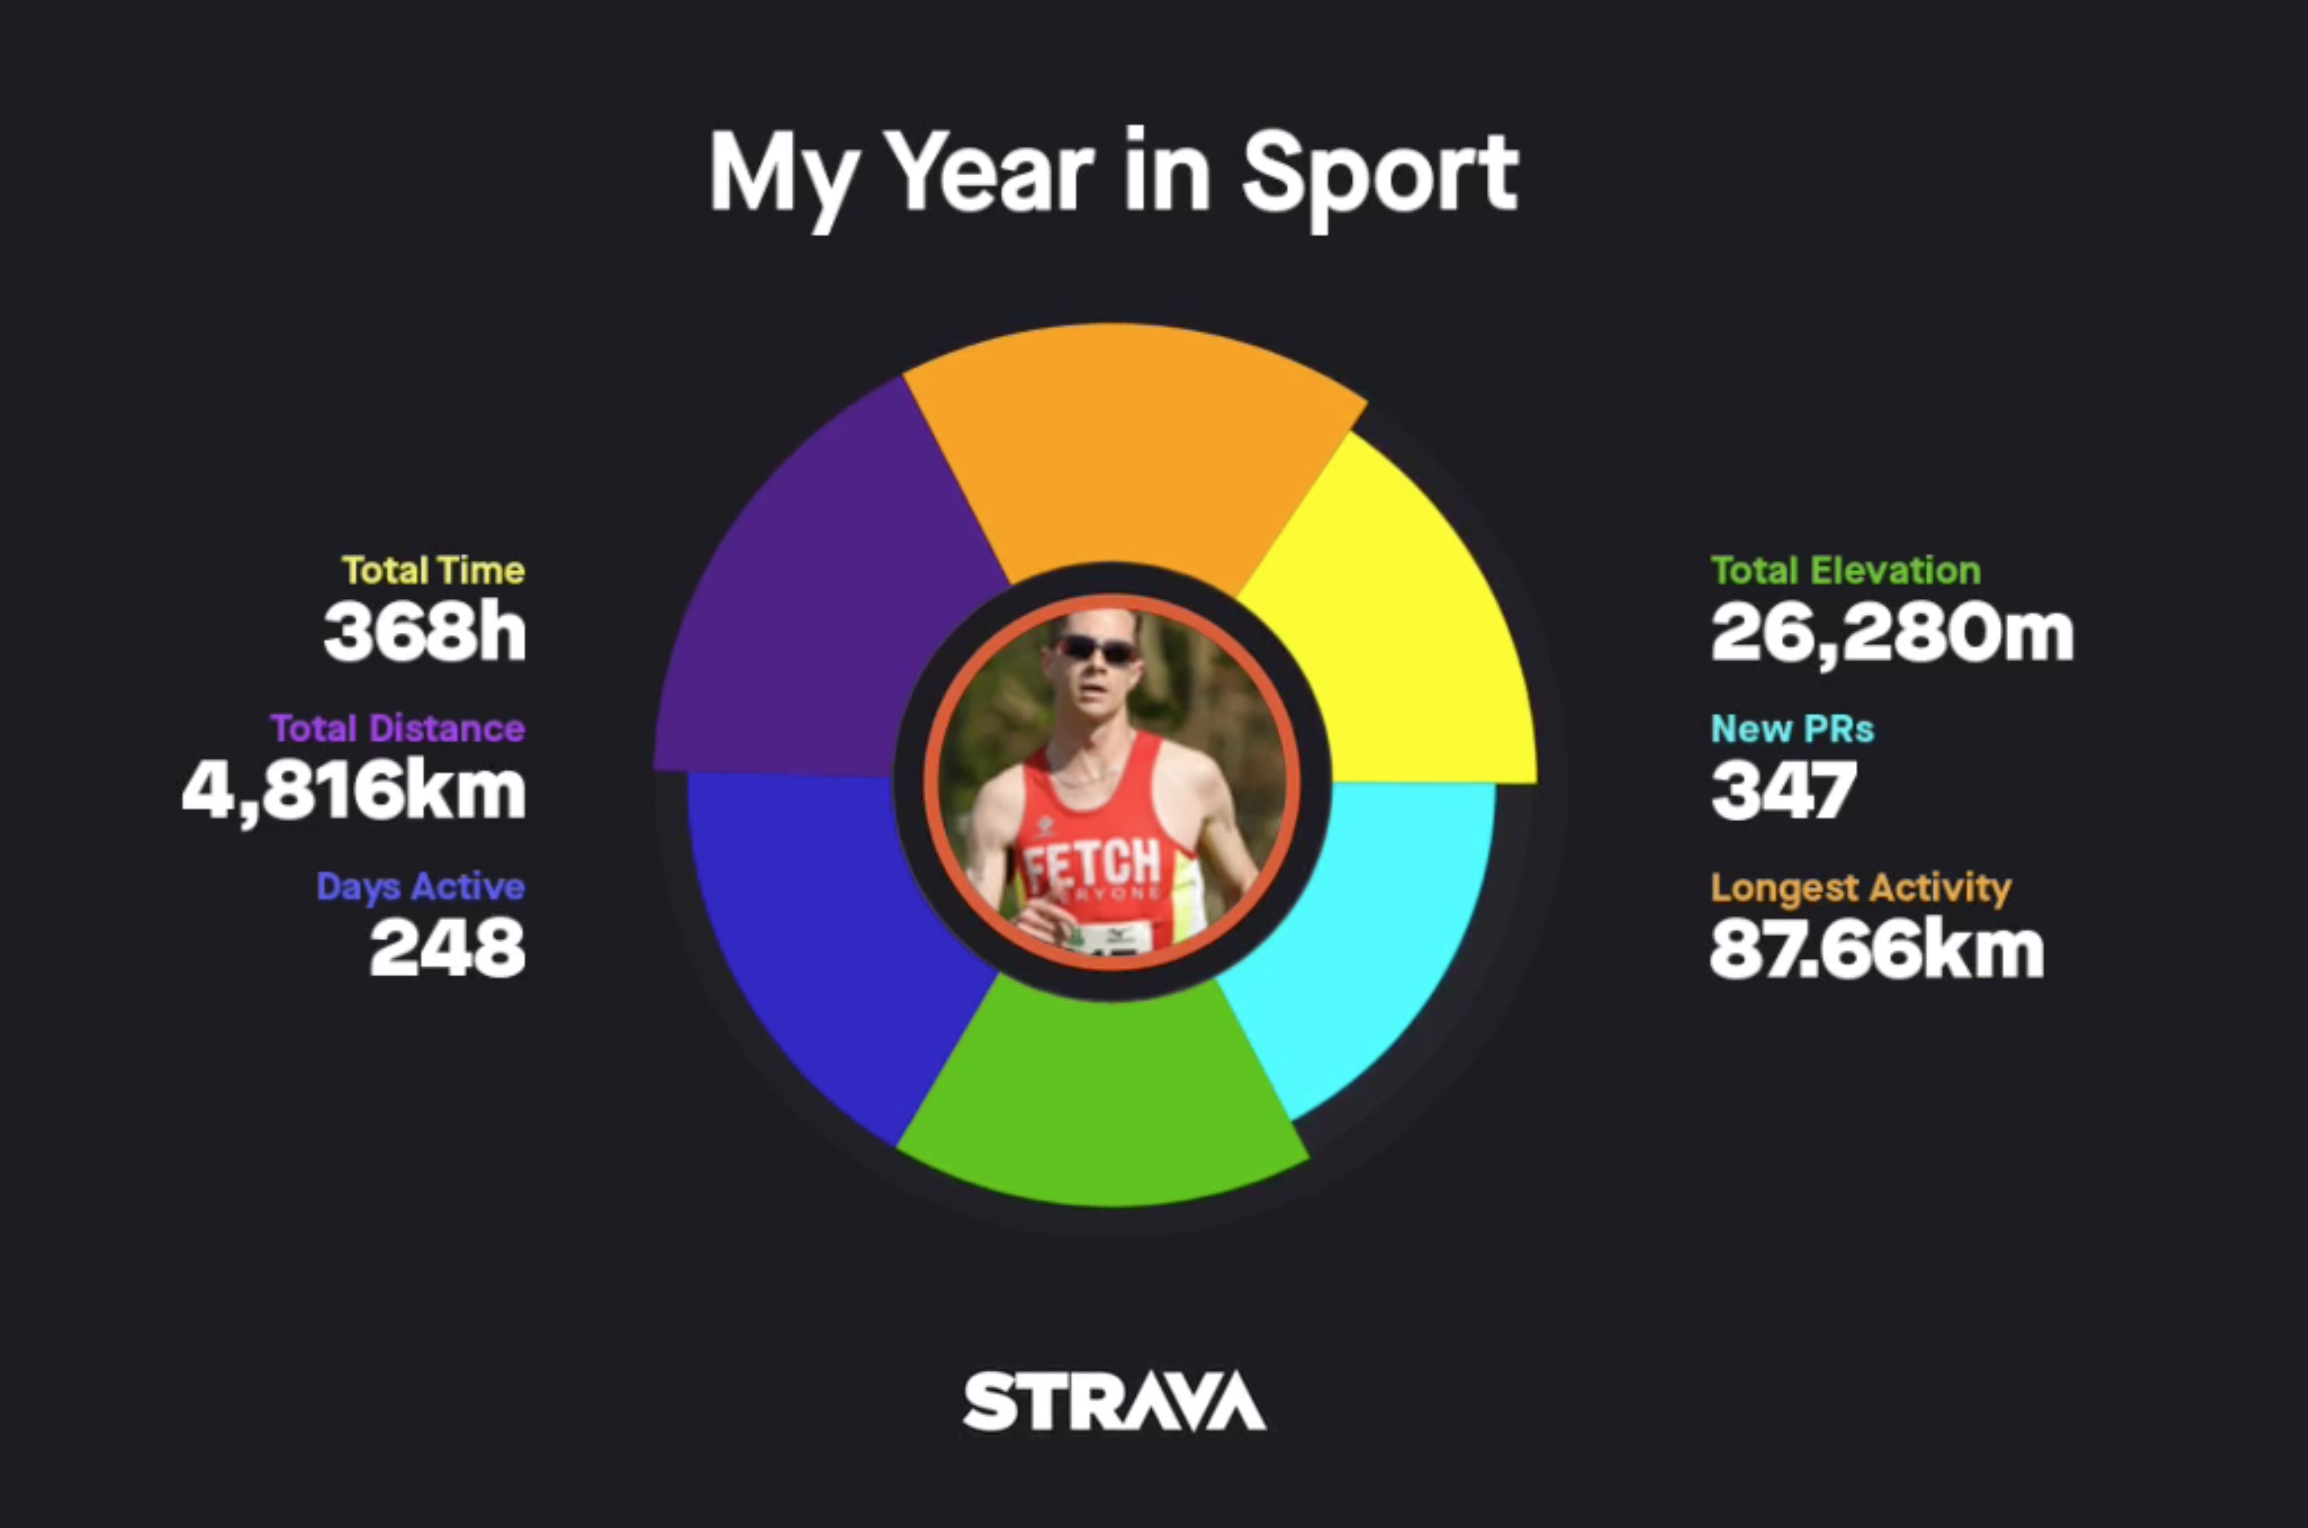 My Year in Sport
Total Time
368h
Total Distance
4,816km
Days Active
248
Total Elevation
26,280m
New PRs
347
Longest Activity
87.66km
FETCH
STRAVA